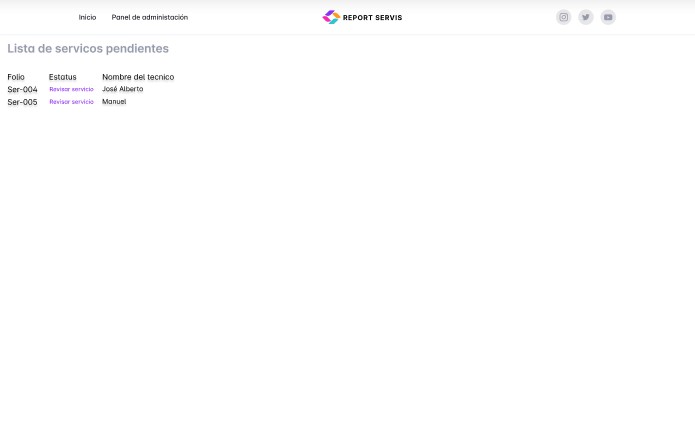 Inicio Panel de administación REPORT SERVIS
Lista de servicos pendientes
Folio Estatus Nombre del tecnico
Ser-004 Revisar servicio José Alberto
Ser-005 Revisar servicio Manuel